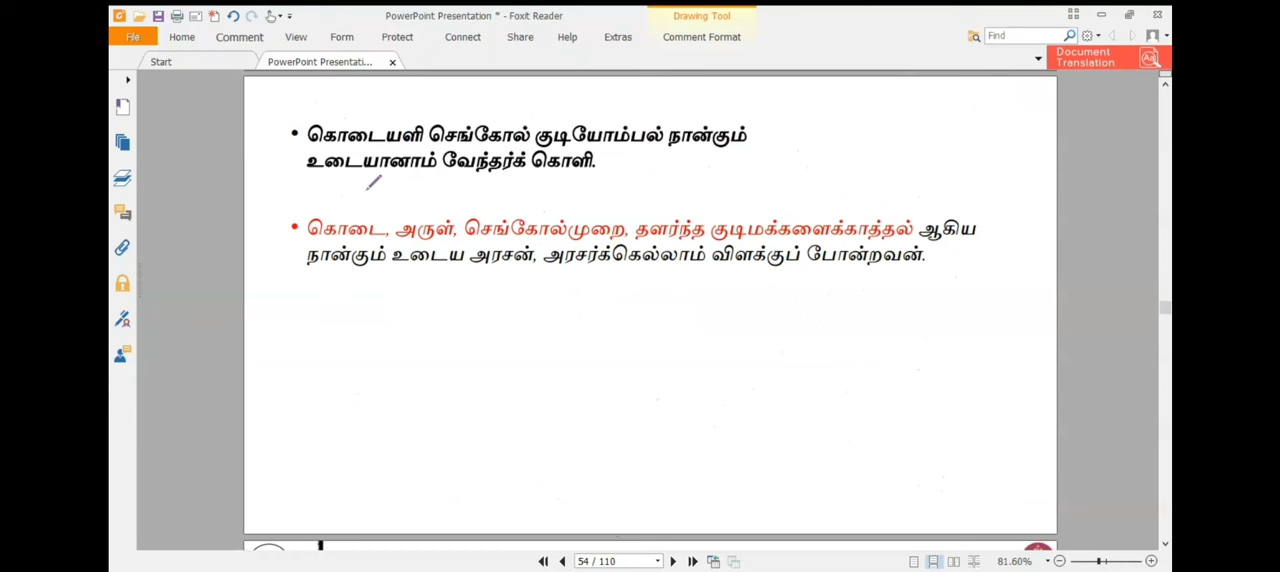 PowerPoint Presentation * - Foxit Reader
Drawing Tool
File Home Comment View Form Protect Connect Share Help Extras Comment Format
Find
Start
PowerPoint Presentati...
Document
Translation
• கொடையளி செங்கோல் குடியோம்பல் நான்கும்
உடையானாம் வேந்தர்க் கொளி.
• கொடை, அருள், செங்கோல்முறை, தளர்ந்த குடிமக்களைக்காத்தல் ஆகிய
நான்கும் உடைய அரசன், அரசர்க்கெல்லாம் விளக்குப் போன்றவன்.
54 / 110
81.60%